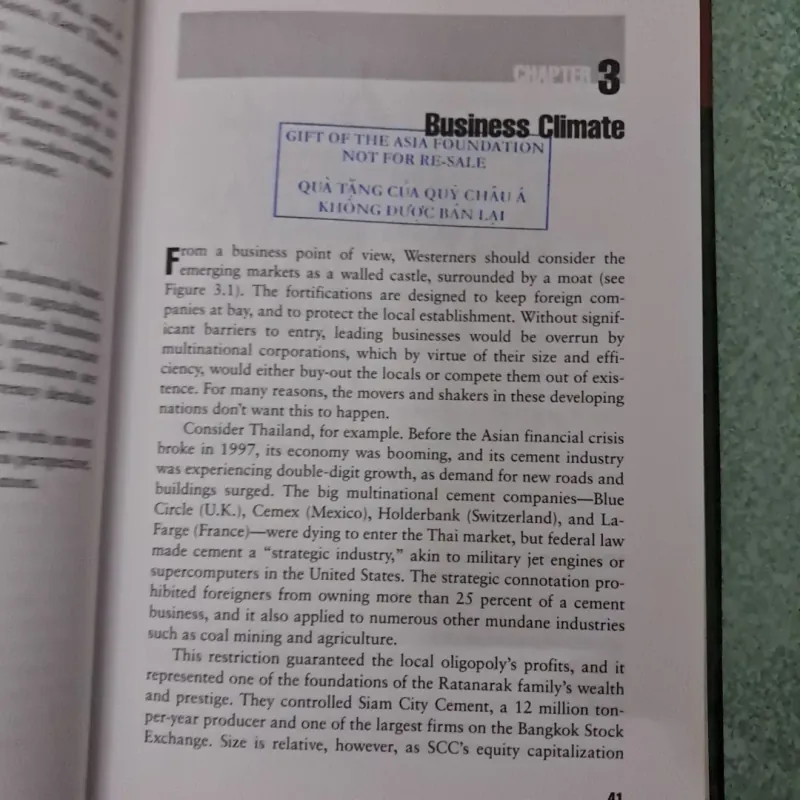 and religious
nations that
Western
CHAPTER 3
Business Climate
GIFT OF THE ASIA FOUNDATION
NOT FOR RE-SALE
QUÀ TẶNG CỦA QUỸ CHÂU Á
KHÔNG ĐƯỢC BÁN LẠI
From a business point of view, Westerners should consider the
emerging markets as a walled castle, surrounded by a moat (see
Figure 3.1). The fortifications are designed to keep foreign com-
panies at bay, and to protect the local establishment. Without signif-
icant barriers to entry, leading businesses would be overrun by
multinational corporations, which by virtue of their size and effi-
ciency, would either buy-out the locals or compete them out of exis-
tence. For many reasons, the movers and shakers in these developing
nations don't want this to happen.
Consider Thailand, for example. Before the Asian financial crisis
broke in 1997, its economy was booming, and its cement industry
was experiencing double-digit growth, as demand for new roads and
buildings surged. The big multinational cement companies—Blue
Circle (U.K.), Cemex (Mexico), Holderbank (Switzerland), and La-
Farge (France)—were dying to enter the Thai market, but federal law
made cement a “strategic industry,” akin to military jet engines or
supercomputers in the United States. The strategic connotation pro-
hibited foreigners from owning more than 25 percent of a cement
business, and it also applied to numerous other mundane industries
such as coal mining and agriculture.
This restriction guaranteed the local oligopoly's profits, and it
represented one of the foundations of the Ratanarak family's wealth
and prestige. They controlled Siam City Cement, a 12 million ton-
per-year producer and one of the largest firms on the Bangkok Stock
Exchange. Size is relative, however, as SCC's equity capitalization
41